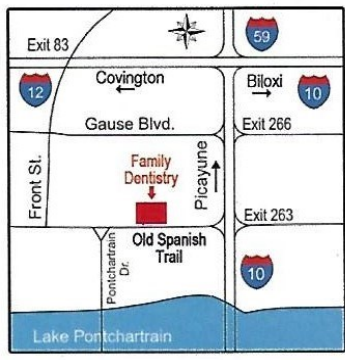 Exit 83
59
12
Covington
Biloxi
10
Gause Blvd.
Exit 266
Front St.
Family
Dentistry
Picayune
Exit 263
Old Spanish
Trail
Pontchartrain
Dr.
10
Lake Pontchartrain